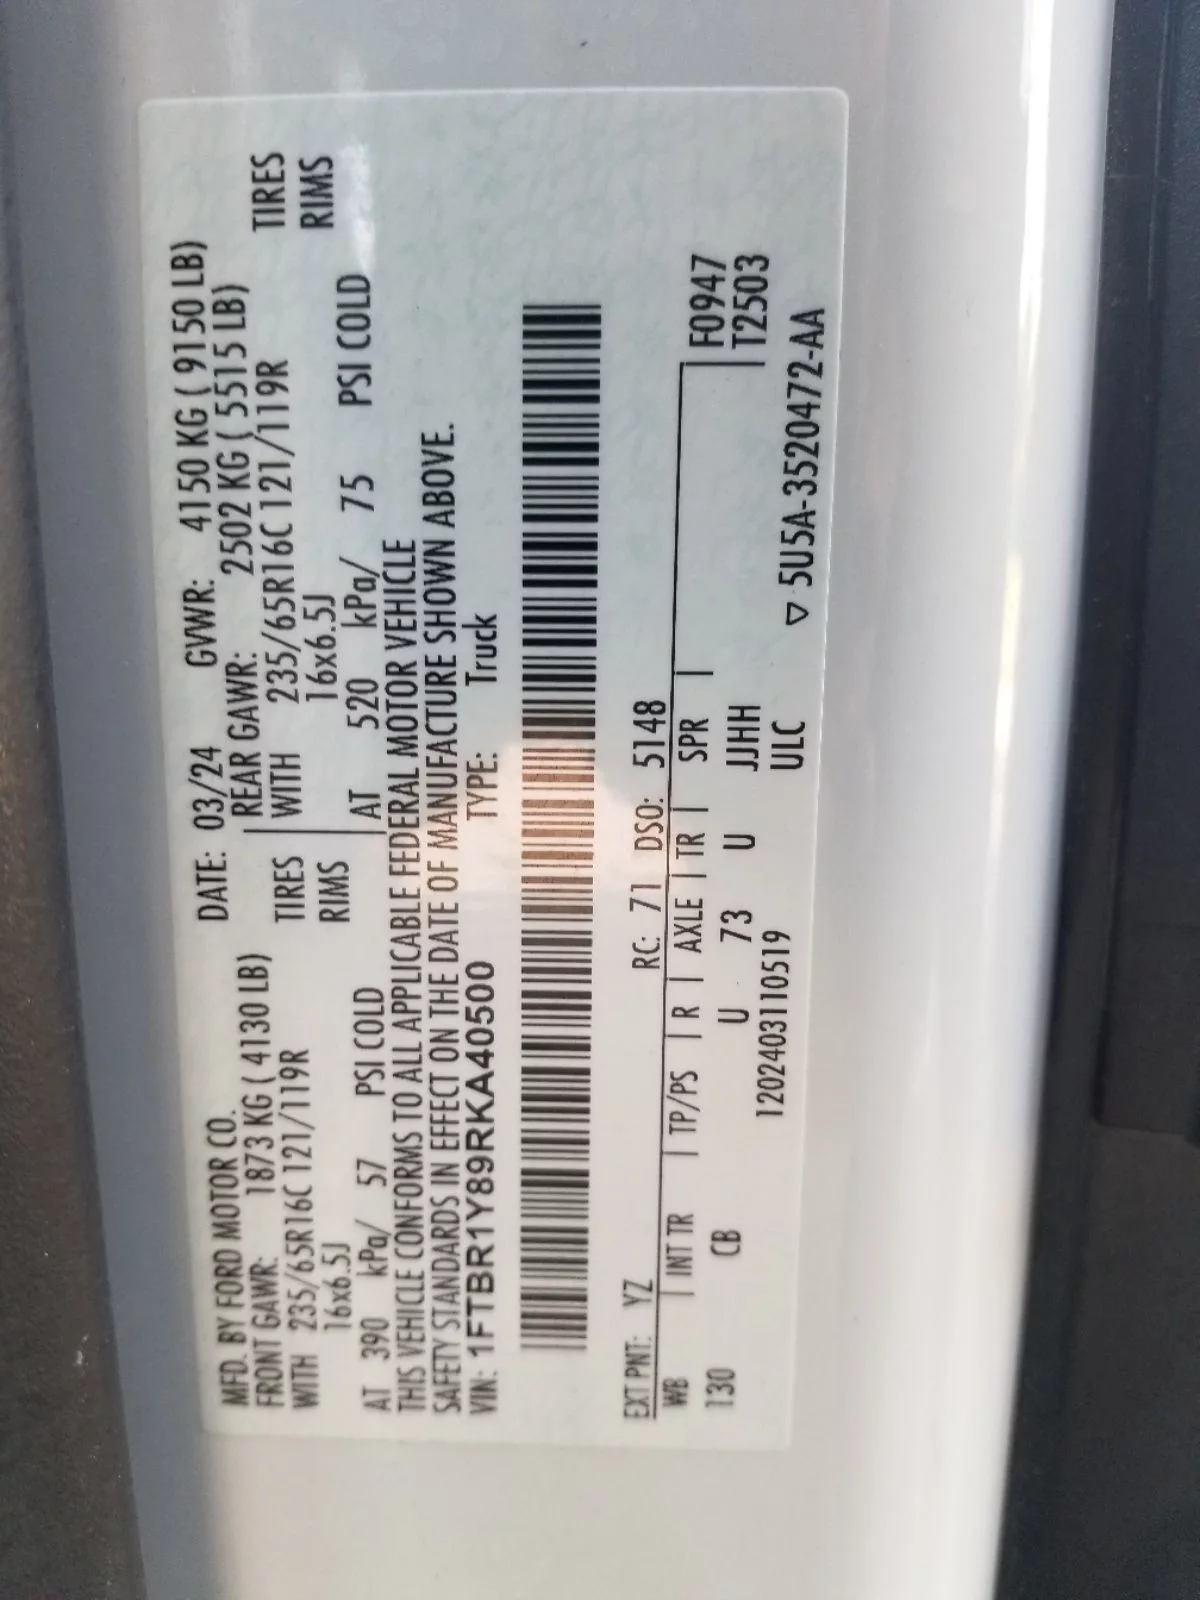 MFD. BY FORD MOTOR CO. DATE: 03/24 GVWR: 4150 KG ( 9150 LB)
FRONT GAWR: 1873 KG ( 4130 LB) REAR GAWR: 2502 KG ( 5515 LB)
WITH 235/65R16C 121/119R TIRES WITH 235/65R16C 121/119R TIRES
16x6.5J RIMS 16x6.5J RIMS
AT 390 kPa/ 57 PSI COLD AT 520 kPa/ 75 PSI COLD
THIS VEHICLE CONFORMS TO ALL APPLICABLE FEDERAL MOTOR VEHICLE
SAFETY STANDARDS IN EFFECT ON THE DATE OF MANUFACTURE SHOWN ABOVE.
VIN: 1FTBR1Y89RKA40500 TYPE: Truck
EXT PNT: YZ RC: 71 DSO: 5148
WB | INT TR | TP/PS | R | AXLE | TR | SPR | F0947
130 CB U 73 U JJHH T2503
120240311O519 ULC
▽ 5U5A-3520472-AA